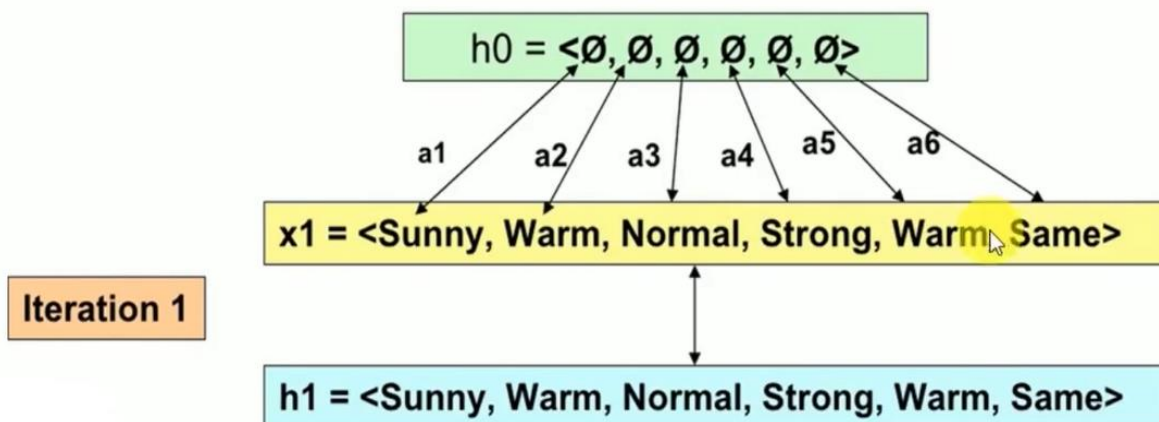 h0 = <Ø, Ø, Ø, Ø, Ø, Ø>
a1 a2 a3 a4 a5 a6
x1 = <Sunny, Warm, Normal, Strong, Warm, Same>
Iteration 1
h1 = <Sunny, Warm, Normal, Strong, Warm, Same>